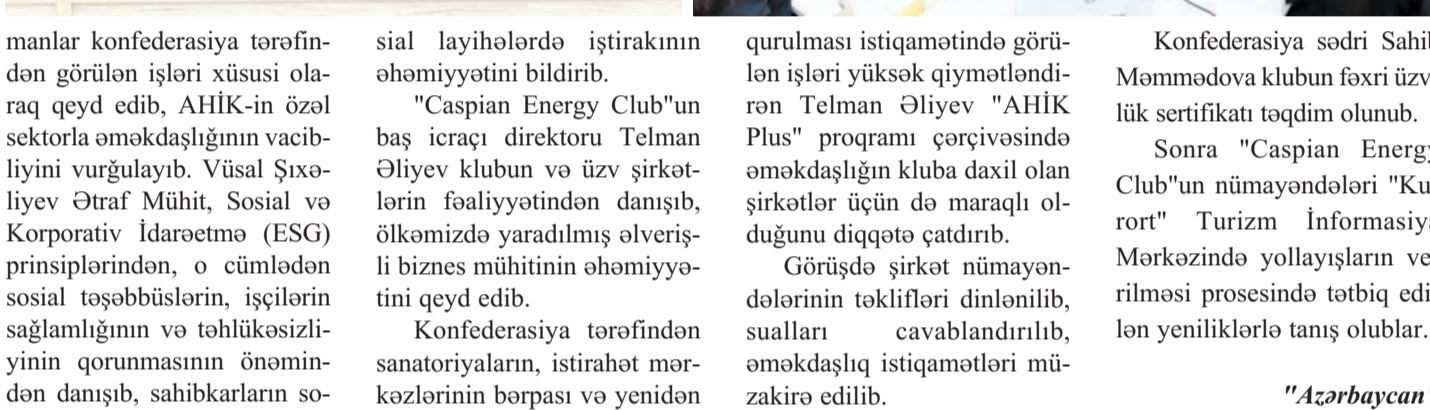 manlar konfederasiya tərəfin-
dən görülən işləri xüsusi ola-
raq qeyd edib, AHİK-in özəl
sektorla əməkdaşlığının vacib-
liyini vurğulayıb. Vüsal Şıxə-
liyev Ətraf Mühit, Sosial və
Korporativ İdarəetmə (ESG)
prinsiplərindən, o cümlədən
sosial təşəbbüslərin, işçilərin
sağlamlığının və təhlükəsizli-
yinin qorunmasının önəmin-
dən danışıb, sahibkarların so-
sial layihələrdə iştirakının
əhəmiyyətini bildirib.
"Caspian Energy Club"un
baş icraçı direktoru Telman
Əliyev klubun və üzv şirkət-
lərin fəaliyyətindən danışıb,
ölkəmizdə yaradılmış əlveriş-
li biznes mühitinin əhəmiyyə-
tini qeyd edib.
Konfederasiya tərəfindən
sanatoriyaların, istirahət mər-
kəzlərinin bərpası və yenidən
qurulması istiqamətində görü-
lən işləri yüksək qiymətləndi-
rən Telman Əliyev "AHİK
Plus" proqramı çərçivəsində
əməkdaşlığın kluba daxil olan
şirkətlər üçün də maraqlı ol-
duğunu diqqətə çatdırıb.
Görüşdə şirkət nümayən-
dələrinin təklifləri dinlənilib,
sualları cavablandırılıb,
əməkdaşlıq istiqamətləri mü-
zakirə edilib.
Konfederasiya sədri Sahib
Məmmədova klubun fəxri üzv-
lük sertifikatı təqdim olunub.
Sonra "Caspian Energy
Club"un nümayəndələri "Ku-
rort" Turizm İnformasiya
Mərkəzində yollayışların ve-
rilməsi prosesində tətbiq edi-
lən yeniliklərlə tanış olublar.
"Azərbaycan"